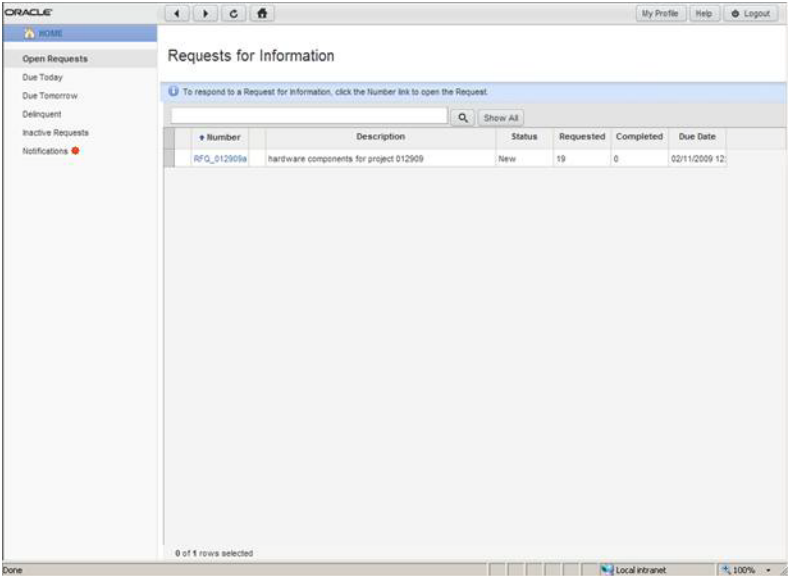 ORACLE
My Profile Help Logout
HOME
Open Requests
Due Today
Due Tomorrow
Delinquent
Inactive Requests
Notifications
Requests for Information
To respond to a Request for Information, click the Number link to open the Request.
Show All
Number Description Status Requested Completed Due Date
RFQ_012909a hardware components for project 012909 New 19 0 02/11/2009 12:
0 of 1 rows selected
Done Local intranet 100%